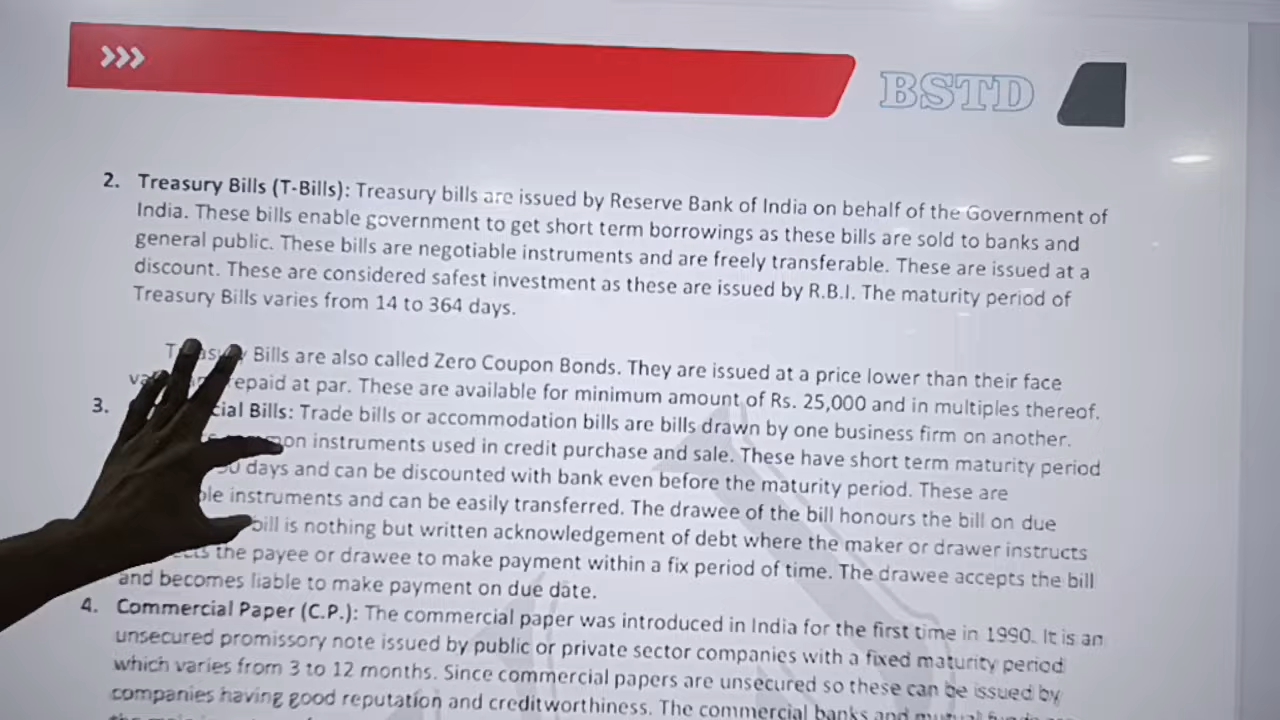 BSTD
2. Treasury Bills (T-Bills): Treasury bills are issued by Reserve Bank of India on behalf of the Government of
India. These bills enable government to get short term borrowings as these bills are sold to banks and
general public. These bills are negotiable instruments and are freely transferable. These are issued at a
discount. These are considered safest investment as these are issued by R.B.I. The maturity period of
Treasury Bills varies from 14 to 364 days.
Bills are also called Zero Coupon Bonds. They are issued at a price lower than their face
repaid at par. These are available for minimum amount of Rs. 25,000 and in multiples thereof.
3. Bills: Trade bills or accommodation bills are bills drawn by one business firm on another.
instruments used in credit purchase and sale. These have short term maturity period
days and can be discounted with bank even before the maturity period. These are
instruments and can be easily transferred. The drawee of the bill honours the bill on due
bill is nothing but written acknowledgement of debt where the maker or drawer instructs
the payee or drawee to make payment within a fix period of time. The drawee accepts the bill
and becomes liable to make payment on due date.
4. Commercial Paper (C.P.): The commercial paper was introduced in India for the first time in 1990. It is an
unsecured promissory note issued by public or private sector companies with a fixed maturity period
which varies from 3 to 12 months. Since commercial papers are unsecured so these can be issued by
companies having good reputation and creditworthiness. The commercial banks and mutual